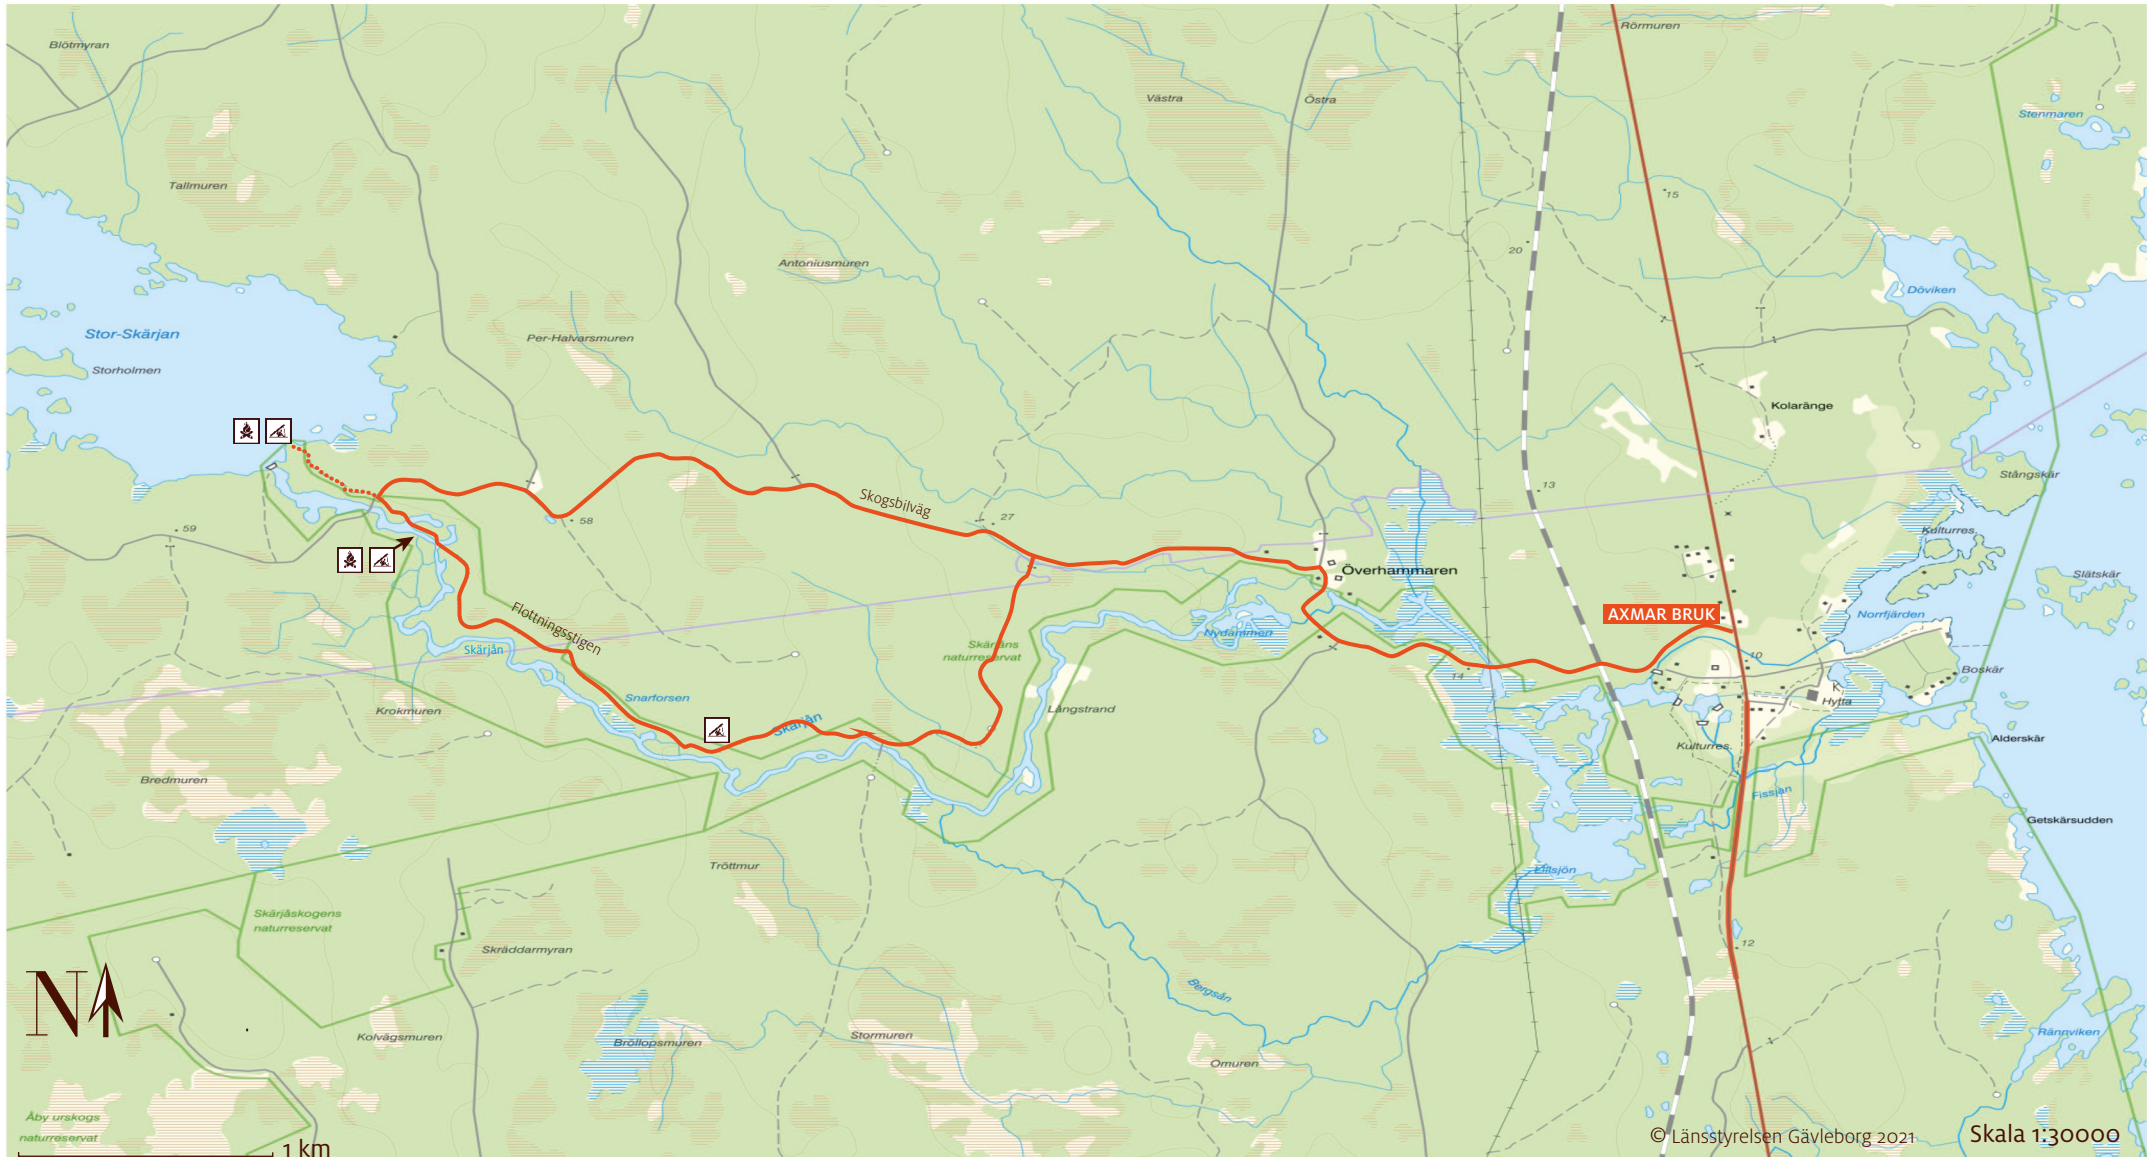 Blötmyran
Rörmuren
Västra
Östra
Stenmaren
Tallmuren
15
20
Antoniusmuren
Döviken
Stor-Skärjan
Per-Halvarsmuren
Storholmen
Kolaränge
Stångskär
13
Skogsbilväg
27
58
59
Kulturres.
Överhammaren
Slätskär
AXMAR BRUK
Norrfjärden
Flottningsstigen
Nydammen
Skärjåns
naturreservat
Skärjån
10
Boskär
14
Snarforsen
Krokmuren
Långstrand
K.
Hytta
Skärjån
Kulturres.
Alderskär
Bredmuren
Fissjan
Getskärsudden
Tröttmur
Lillsjön
Skärjåskogens
naturreservat
Skräddarmyran
12
Bergsån
N
Kolvägsmuren
Bröllopsmuren
Stormuren
Omuren
Rännviken
Åby urskogs
naturreservat
1 km
© Länsstyrelsen Gävleborg 2021
Skala 1:30000